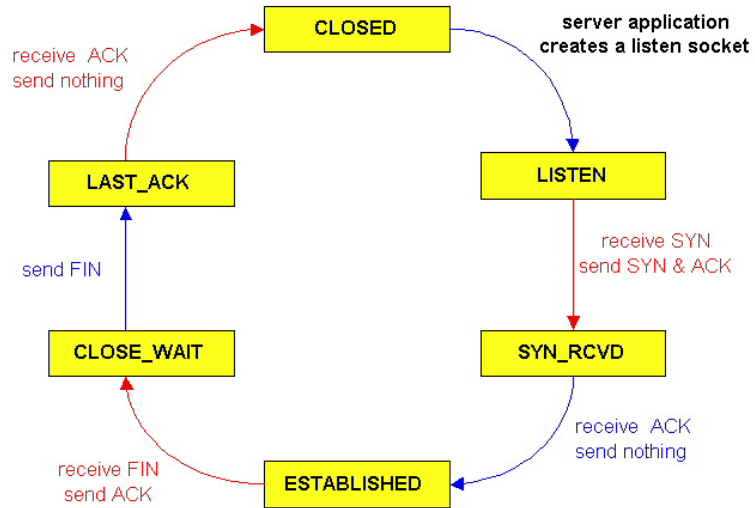 CLOSED
server application
creates a listen socket
receive ACK
send nothing
LAST_ACK
LISTEN
receive SYN
send SYN & ACK
send FIN
CLOSE_WAIT
SYN_RCVD
receive ACK
send nothing
receive FIN
send ACK
ESTABLISHED